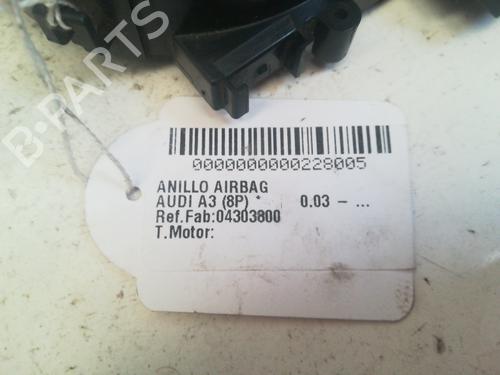 B-PARTS
0000000000228005
ANILLO AIRBAG
AUDI A3 (8P) * 0.03 - ...
Ref.Fab:04303800
T.Motor: